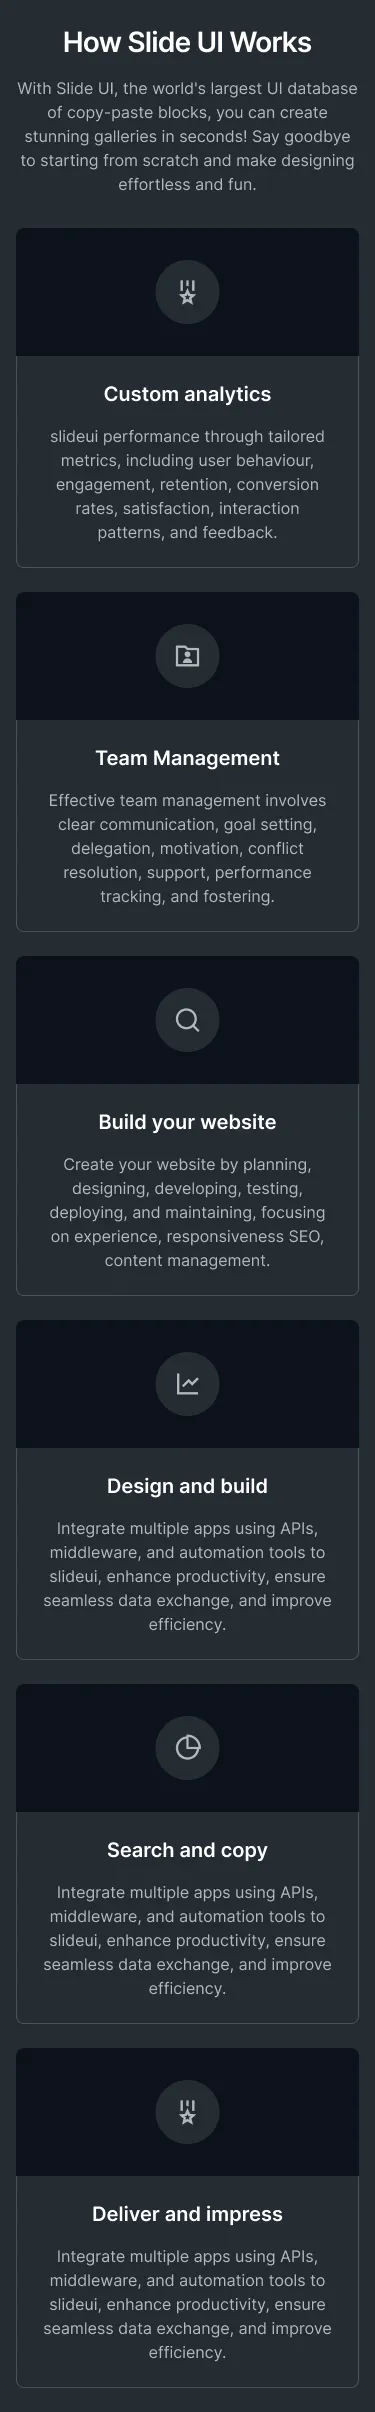 How Slide UI Works
With Slide UI, the world's largest UI database
of copy-paste blocks, you can create
stunning galleries in seconds! Say goodbye
to starting from scratch and make designing
effortless and fun.
Custom analytics
slideui performance through tailored
metrics, including user behaviour,
engagement, retention, conversion
rates, satisfaction, interaction
patterns, and feedback.
Team Management
Effective team management involves
clear communication, goal setting,
delegation, motivation, conflict
resolution, support, performance
tracking, and fostering.
Build your website
Create your website by planning,
designing, developing, testing,
deploying, and maintaining, focusing
on experience, responsiveness SEO,
content management.
Design and build
Integrate multiple apps using APIs,
middleware, and automation tools to
slideui, enhance productivity, ensure
seamless data exchange, and improve
efficiency.
Search and copy
Integrate multiple apps using APIs,
middleware, and automation tools to
slideui, enhance productivity, ensure
seamless data exchange, and improve
efficiency.
Deliver and impress
Integrate multiple apps using APIs,
middleware, and automation tools to
slideui, enhance productivity, ensure
seamless data exchange, and improve
efficiency.